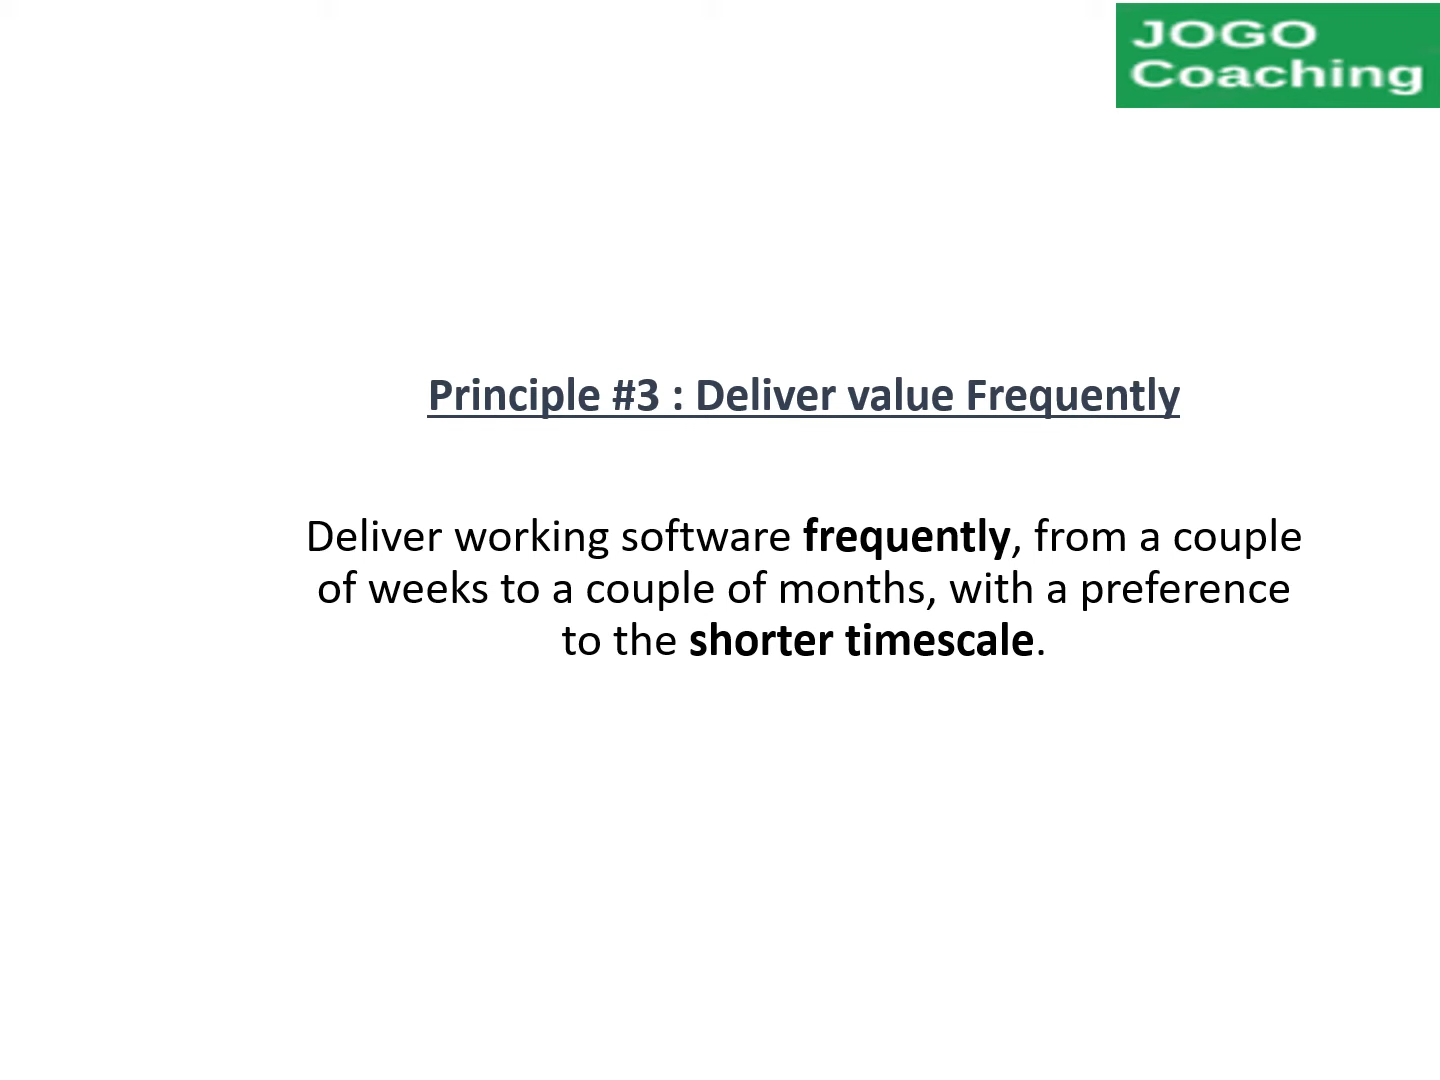 JOGO
Coaching
Principle #3 : Deliver value Frequently
Deliver working software frequently, from a couple
of weeks to a couple of months, with a preference
to the shorter timescale.